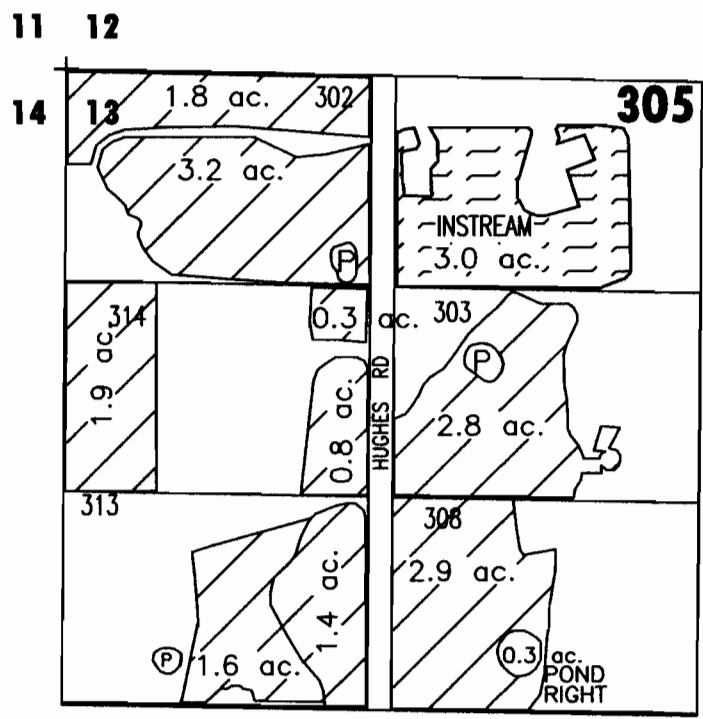 11 12
14 13
1.8 ac. 302
305
3.2 ac.
P
INSTREAM
3.0 ac.
314
1.9 ac.
0.3 ac.
303
P
0.8 ac.
HUGHES RD
2.8 ac.
313
308
2.9 ac.
1.4 ac.
P
1.6 ac.
0.3 ac.
POND
RIGHT